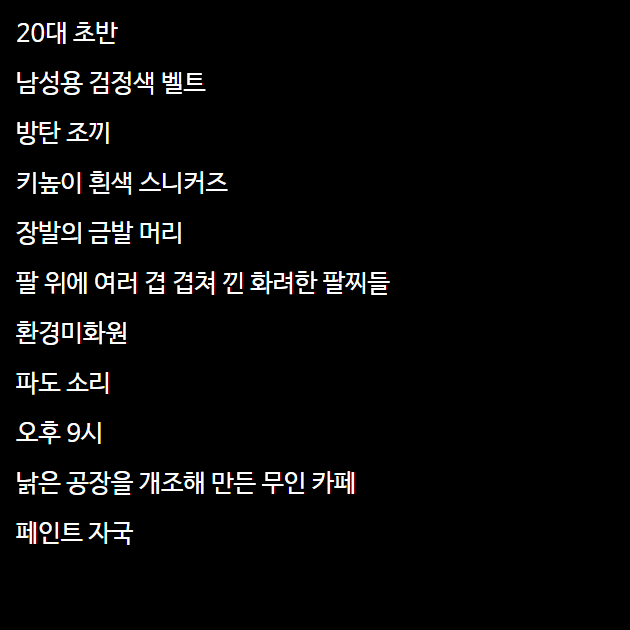 20대 초반
남성용 검정색 벨트
방탄 조끼
키높이 흰색 스니커즈
장발의 금발 머리
팔 위에 여러 겹 겹쳐 낀 화려한 팔찌들
환경미화원
파도 소리
오후 9시
낡은 공장을 개조해 만든 무인 카페
페인트 자국